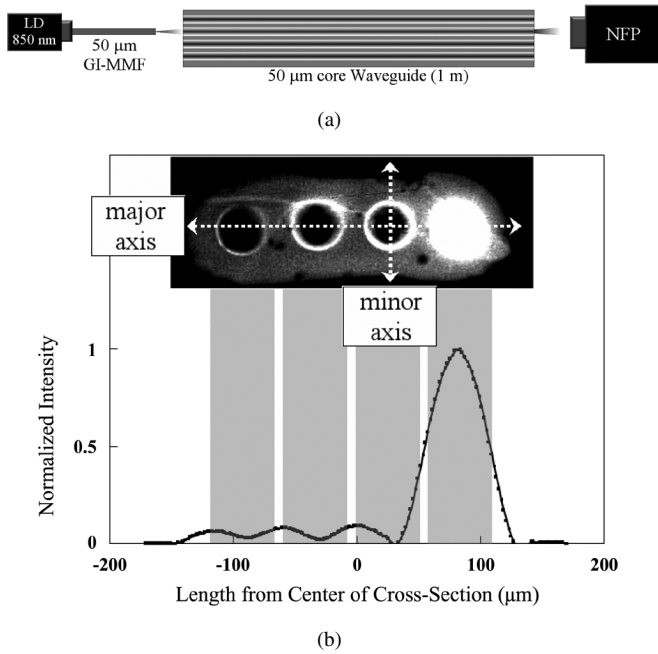 LD
850 nm
50 μm
GI-MMF
50 μm core Waveguide (1 m)
NFP
(a)
major
axis
minor
axis
Normalized Intensity
1
0.5
0
-200
-100
0
100
200
Length from Center of Cross-Section (μm)
(b)